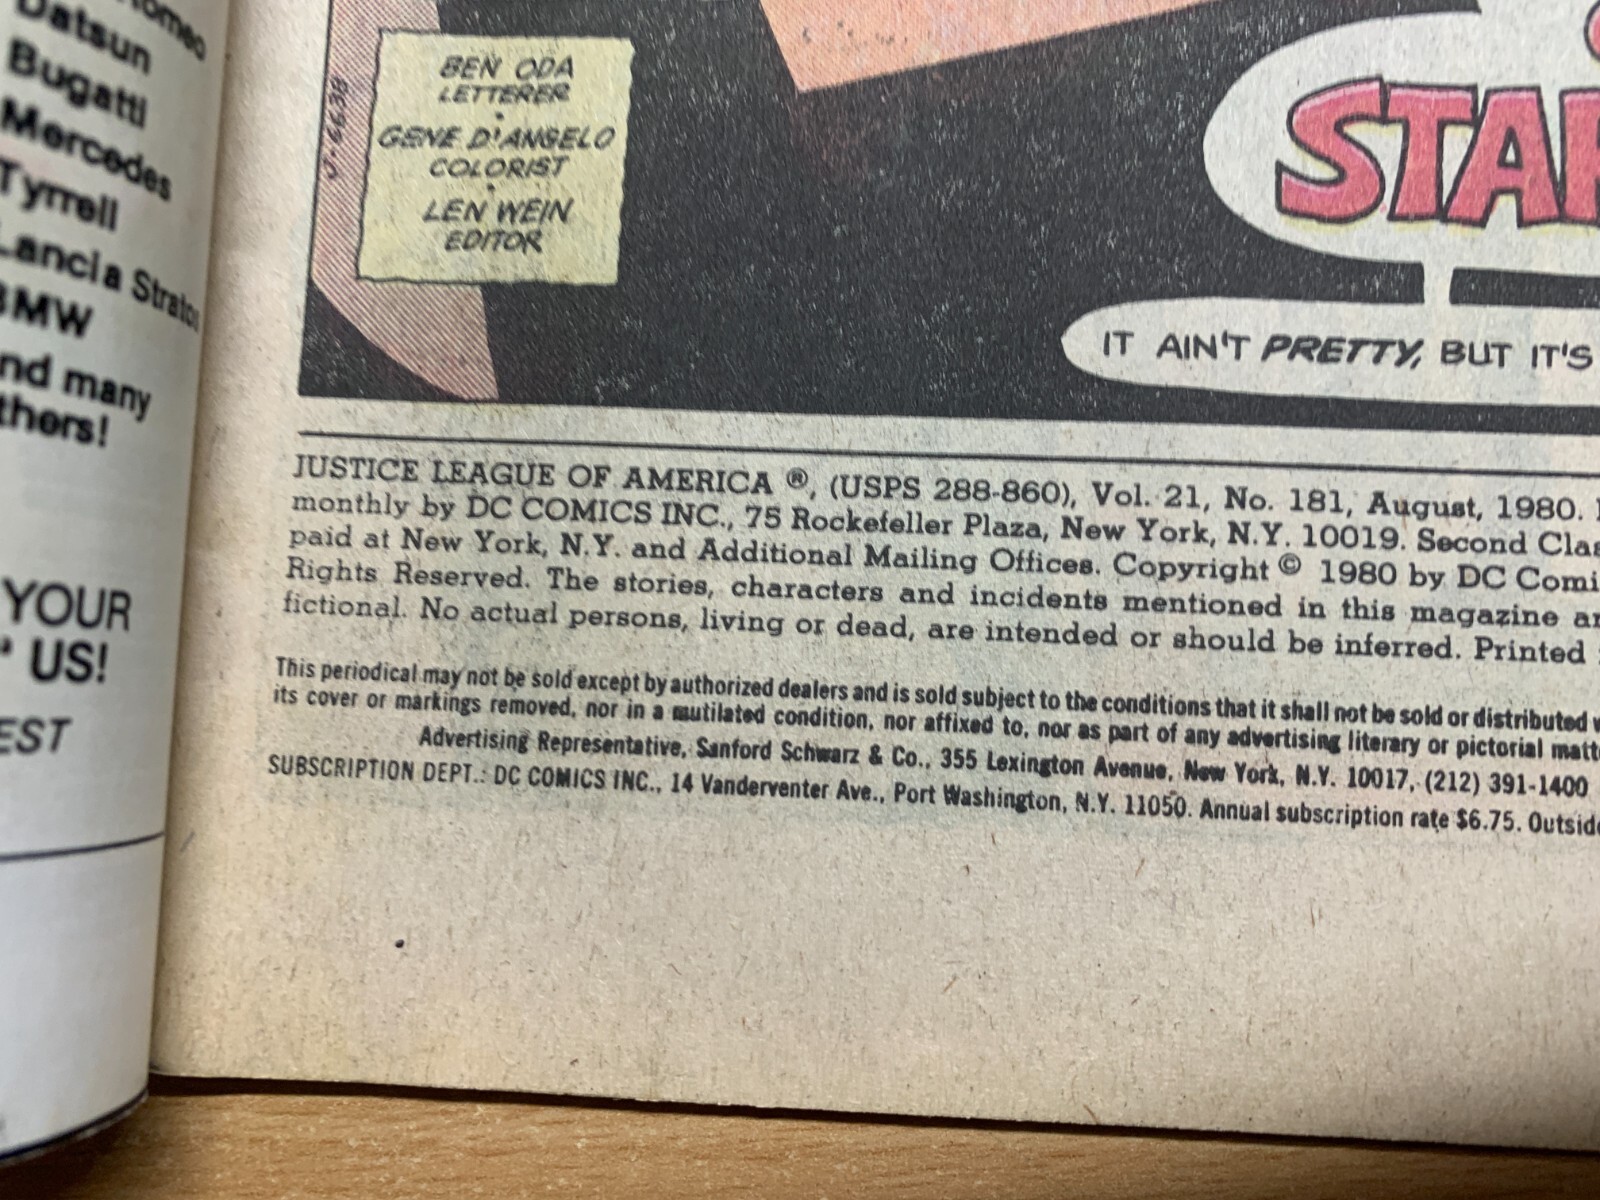 Datsun
Bugatti
Mercedes
Tyrrell
Lancia Stratos
BMW
and many
others!
YOUR
US!
BEN ODA
LETTERER
GENE D'ANGELO
COLORIST
LEN WEIN
EDITOR
J-6638
STAR
IT AIN'T PRETTY, BUT IT'S
JUSTICE LEAGUE OF AMERICA ®, (USPS 288-860), Vol. 21, No. 181, August, 1980.
monthly by DC COMICS INC., 75 Rockefeller Plaza, New York, N.Y. 10019. Second Clas
paid at New York, N.Y. and Additional Mailing Offices. Copyright © 1980 by DC Comi
Rights Reserved. The stories, characters and incidents mentioned in this magazine ar
fictional. No actual persons, living or dead, are intended or should be inferred. Printed
This periodical may not be sold except by authorized dealers and is sold subject to the conditions that it shall not be sold or distributed w
its cover or markings removed, nor in a mutilated condition, nor affixed to, nor as part of any advertising literary or pictorial matt
Advertising Representative, Sanford Schwarz & Co., 355 Lexington Avenue, New York, N.Y. 10017, (212) 391-1400
SUBSCRIPTION DEPT.: DC COMICS INC., 14 Vanderventer Ave., Port Washington, N.Y. 11050. Annual subscription rate $6.75. Outside